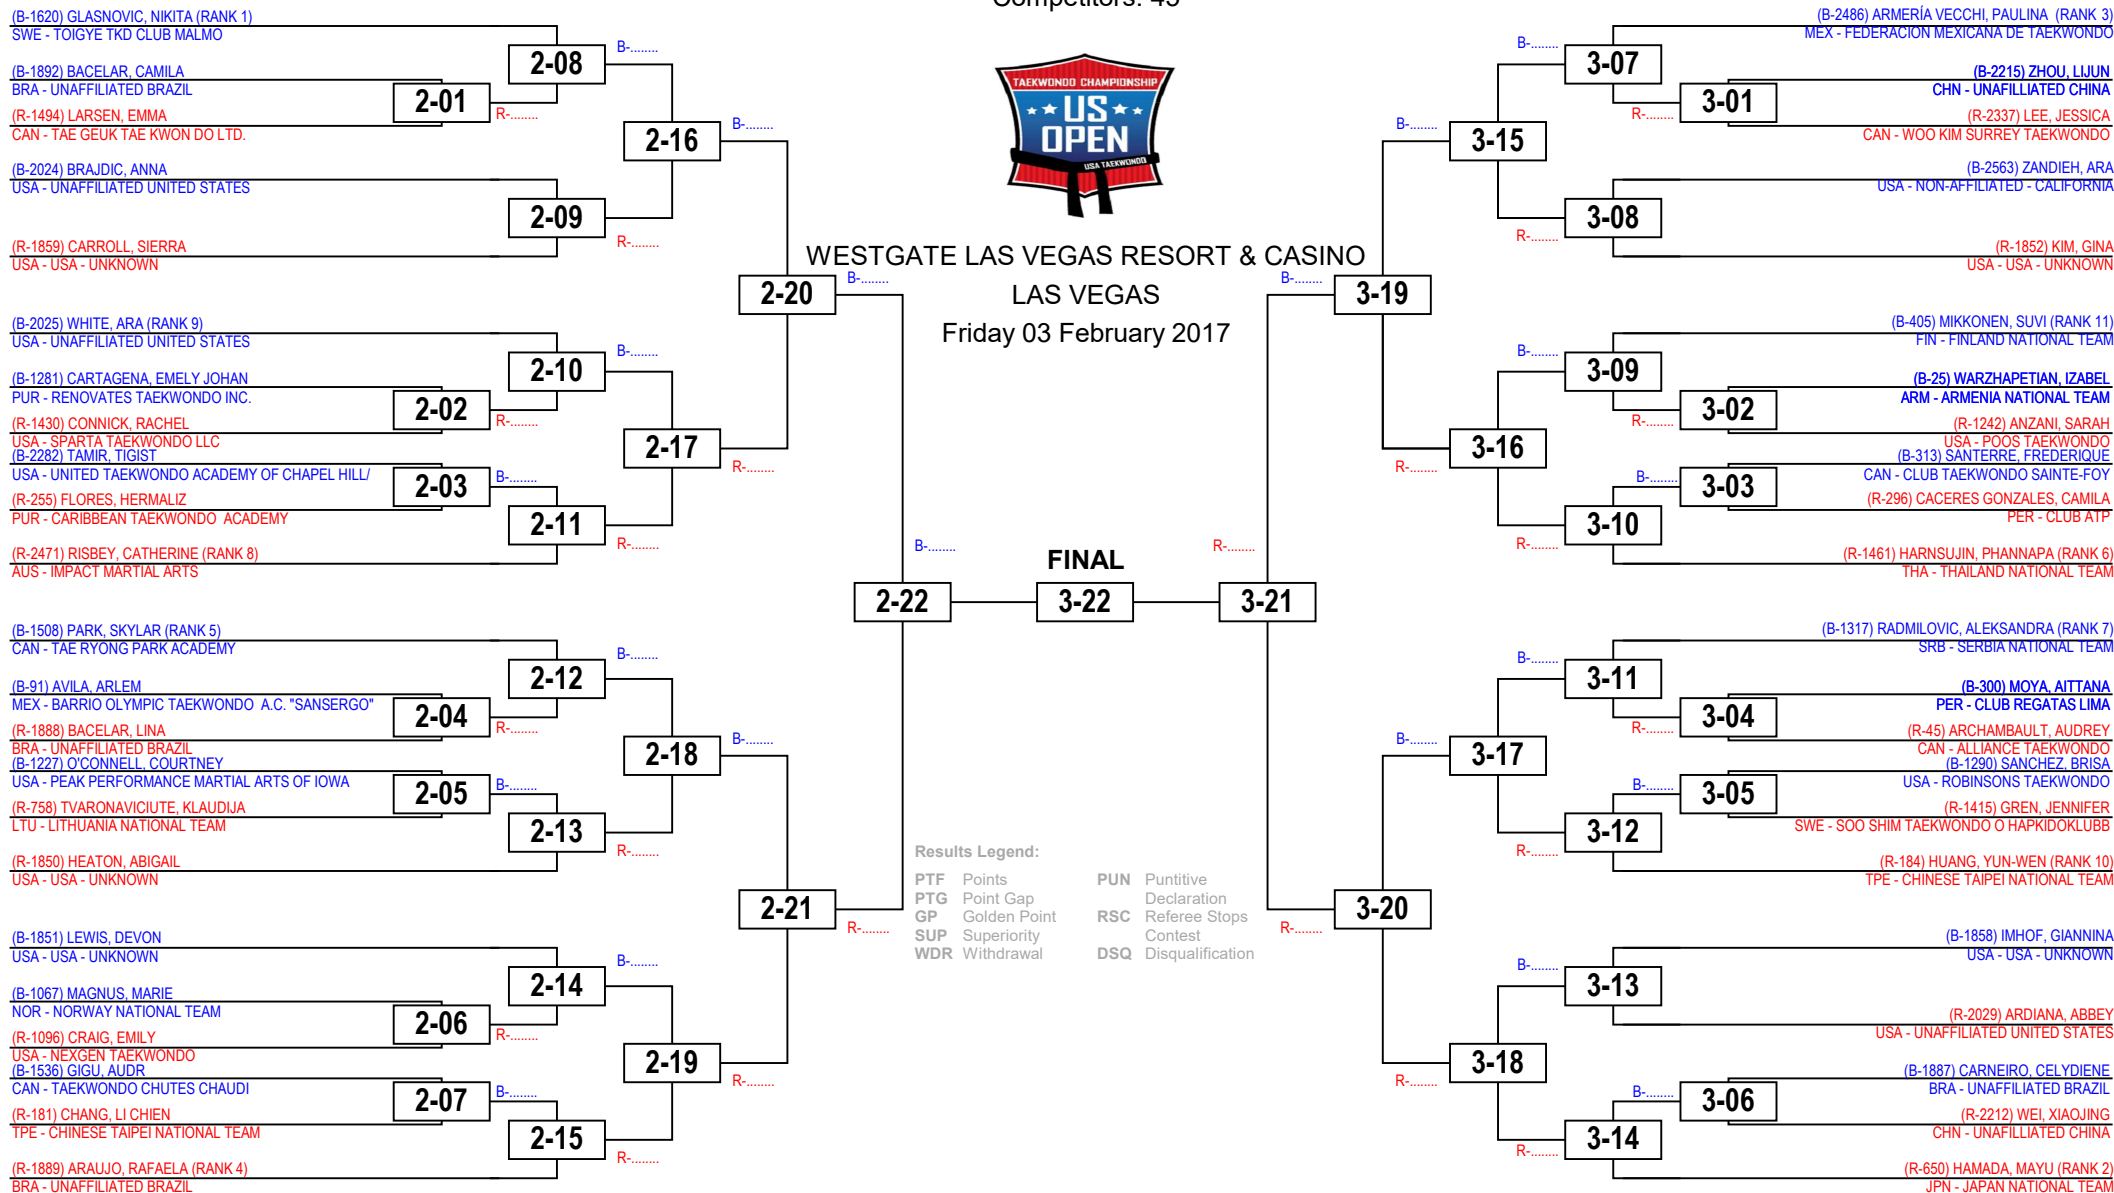 Competitors: 45
(B-1620) GLASNOVIC, NIKITA (RANK 1)
SWE - TOIGYE TKD CLUB MALMO
2-08
B-........
(B-1892) BACELAR, CAMILA
BRA - UNAFFILIATED BRAZIL
2-01
R-........
(R-1494) LARSEN, EMMA
CAN - TAE GEUK TAE KWON DO LTD.
2-16
B-........
(B-2024) BRAJDIC, ANNA
USA - UNAFFILIATED UNITED STATES
2-09
R-........
(R-1859) CARROLL, SIERRA
USA - USA - UNKNOWN
2-20
B-........
(B-2025) WHITE, ARA (RANK 9)
USA - UNAFFILIATED UNITED STATES
2-10
B-........
(B-1281) CARTAGENA, EMELY JOHAN
PUR - RENOVATES TAEKWONDO INC.
2-02
R-........
(R-1430) CONNICK, RACHEL
USA - SPARTA TAEKWONDO LLC
2-17
R-........
(B-2282) TAMIR, TIGIST
USA - UNITED TAEKWONDO ACADEMY OF CHAPEL HILL/
2-03
B-........
(R-255) FLORES, HERMALIZ
PUR - CARIBBEAN TAEKWONDO ACADEMY
2-11
R-........
(R-2471) RISBEY, CATHERINE (RANK 8)
AUS - IMPACT MARTIAL ARTS
2-22
B-........
(B-1508) PARK, SKYLAR (RANK 5)
CAN - TAE RYONG PARK ACADEMY
2-12
B-........
(B-91) AVILA, ARLEM
MEX - BARRIO OLYMPIC TAEKWONDO A.C. "SANSERGO"
2-04
R-........
(R-1888) BACELAR, LINA
BRA - UNAFFILIATED BRAZIL
2-18
B-........
(B-1227) O'CONNELL, COURTNEY
USA - PEAK PERFORMANCE MARTIAL ARTS OF IOWA
2-05
B-........
(R-758) TVARONAVICIUTE, KLAUDIJA
LTU - LITHUANIA NATIONAL TEAM
2-13
R-........
(R-1850) HEATON, ABIGAIL
USA - USA - UNKNOWN
2-21
R-........
(B-1851) LEWIS, DEVON
USA - USA - UNKNOWN
2-14
B-........
(B-1067) MAGNUS, MARIE
NOR - NORWAY NATIONAL TEAM
2-06
R-........
(R-1096) CRAIG, EMILY
USA - NEXGEN TAEKWONDO
2-19
R-........
(B-1536) GIGU, AUDR
CAN - TAEKWONDO CHUTES CHAUDI
2-07
B-........
(R-181) CHANG, LI CHIEN
TPE - CHINESE TAIPEI NATIONAL TEAM
2-15
R-........
(R-1889) ARAUJO, RAFAELA (RANK 4)
BRA - UNAFFILIATED BRAZIL
TAEKWONDO CHAMPIONSHIP
US
OPEN
USA TAEKWONDO
WESTGATE LAS VEGAS RESORT & CASINO
LAS VEGAS
Friday 03 February 2017
FINAL
3-22
Results Legend:
PTF Points
PTG Point Gap
GP Golden Point
SUP Superiority
WDR Withdrawal
PUN Puntitive
Declaration
RSC Referee Stops
Contest
DSQ Disqualification
(B-2486) ARMERÍA VECCHI, PAULINA (RANK 3)
MEX - FEDERACION MEXICANA DE TAEKWONDO
B-........
3-07
(B-2215) ZHOU, LIJUN
CHN - UNAFILLIATED CHINA
R-........
3-01
(R-2337) LEE, JESSICA
CAN - WOO KIM SURREY TAEKWONDO
B-........
3-15
(B-2563) ZANDIEH, ARA
USA - NON-AFFILIATED - CALIFORNIA
3-08
R-........
(R-1852) KIM, GINA
USA - USA - UNKNOWN
B-........
3-19
(B-405) MIKKONEN, SUVI (RANK 11)
FIN - FINLAND NATIONAL TEAM
B-........
3-09
(B-25) WARZHAPETIAN, IZABEL
ARM - ARMENIA NATIONAL TEAM
R-........
3-02
(R-1242) ANZANI, SARAH
USA - POOS TAEKWONDO
3-16
R-........
(B-313) SANTERRE, FREDERIQUE
CAN - CLUB TAEKWONDO SAINTE-FOY
B-........
3-03
(R-296) CACERES GONZALES, CAMILA
PER - CLUB ATP
3-10
R-........
(R-1461) HARNSUJIN, PHANNAPA (RANK 6)
THA - THAILAND NATIONAL TEAM
R-........
3-21
(B-1317) RADMILOVIC, ALEKSANDRA (RANK 7)
SRB - SERBIA NATIONAL TEAM
B-........
3-11
(B-300) MOYA, AITTANA
PER - CLUB REGATAS LIMA
R-........
3-04
(R-45) ARCHAMBAULT, AUDREY
CAN - ALLIANCE TAEKWONDO
B-........
3-17
(B-1290) SANCHEZ, BRISA
USA - ROBINSONS TAEKWONDO
B-........
3-05
(R-1415) GREN, JENNIFER
SWE - SOO SHIM TAEKWONDO O HAPKIDOKLUBB
3-12
R-........
(R-184) HUANG, YUN-WEN (RANK 10)
TPE - CHINESE TAIPEI NATIONAL TEAM
3-20
R-........
(B-1858) IMHOF, GIANNINA
USA - USA - UNKNOWN
B-........
3-13
(R-2029) ARDIANA, ABBEY
USA - UNAFFILIATED UNITED STATES
3-18
R-........
(B-1887) CARNEIRO, CELYDIENE
BRA - UNAFFILIATED BRAZIL
B-........
3-06
(R-2212) WEI, XIAOJING
CHN - UNAFILLIATED CHINA
3-14
R-........
(R-650) HAMADA, MAYU (RANK 2)
JPN - JAPAN NATIONAL TEAM